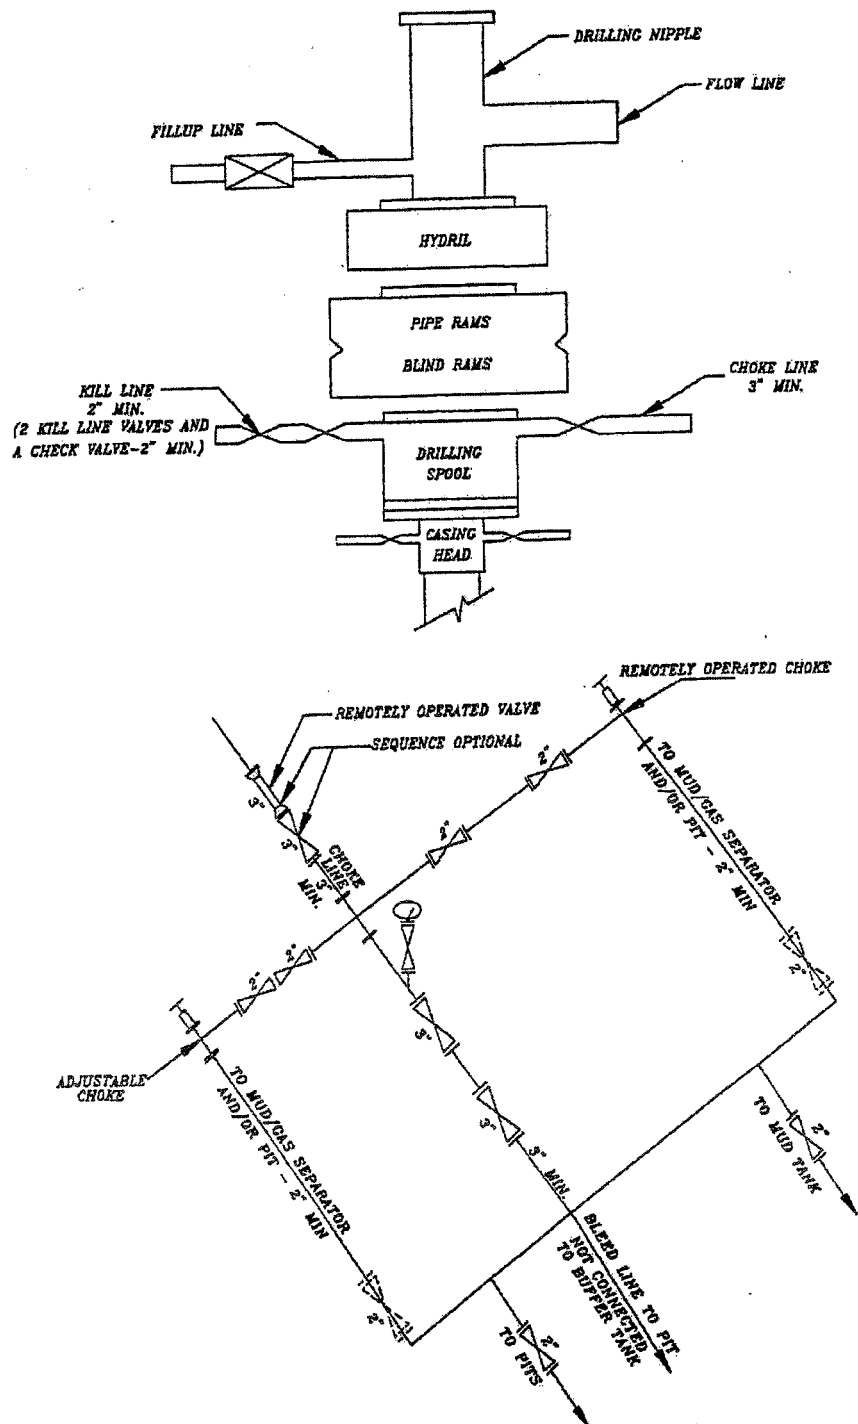 DRILLING NIPPLE
FLOW LINE
FILLUP LINE
HYDRIL
PIPE RAMS
BLIND RAMS
CHOKE LINE
3" MIN.
KILL LINE
2" MIN.
(2 KILL LINE VALVES AND
A CHECK VALVE-2" MIN.)
DRILLING
SPOOL
CASING
HEAD
REMOTELY OPERATED CHOKE
REMOTELY OPERATED VALVE
SEQUENCE OPTIONAL
3"
3"
CHOKE
LINE
3"
MIN.
2"
2"
TO MUD/GAS SEPARATOR
AND/OR PIT - 2" MIN
2"
2"
2"
3"
3"
3" MIN.
ADJUSTABLE
CHOKE
TO MUD/GAS SEPARATOR
AND/OR PIT - 2" MIN
2"
TO MUD TANK
2"
BLEED LINE TO PIT
NOT CONNECTED
TO BUFFER TANK
TO PITS
2"